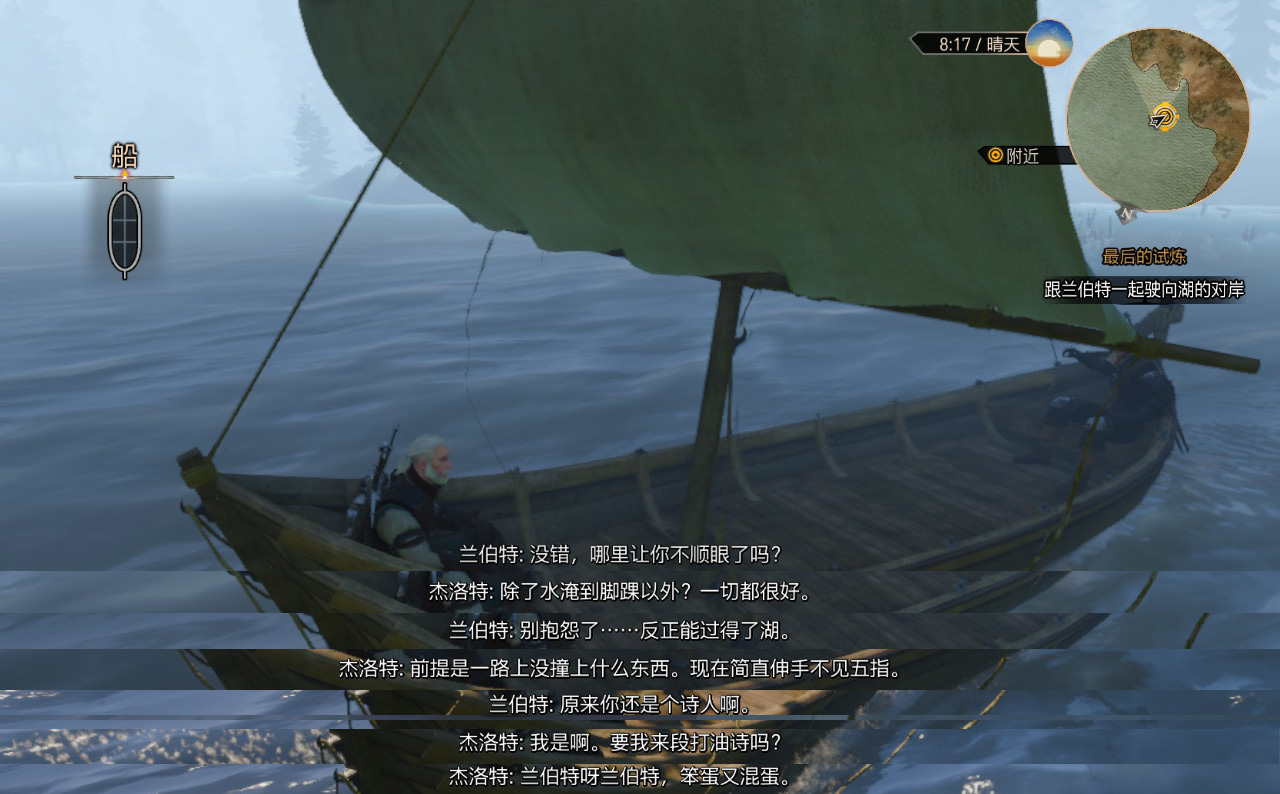 8:17 / 晴天
船
附近
N
最后的试炼
跟兰伯特一起驶向湖的对岸
兰伯特: 没错，哪里让你不顺眼了吗？
杰洛特: 除了水淹到脚踝以外？一切都很好。
兰伯特: 别抱怨了……反正能过得了湖。
杰洛特: 前提是一路上没撞上什么东西。现在简直伸手不见五指。
兰伯特: 原来你还是个诗人啊。
杰洛特: 我是啊。要我来段打油诗吗？
杰洛特: 兰伯特呀兰伯特，笨蛋又混蛋。